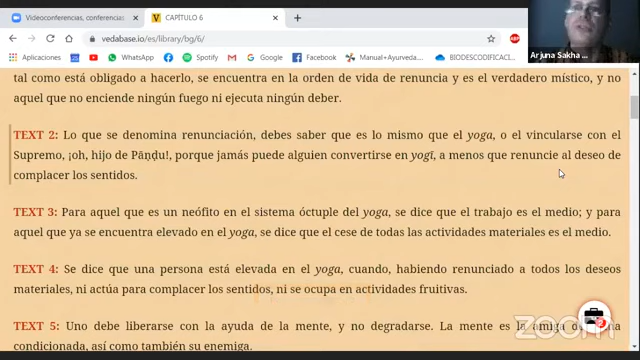 Videoconferencias, conferencias
CAPÍTULO 6
vedabase.io/es/library/bg/6/
ABP
Aplicaciones
YouTube
WhatsApp
Spotify
Google
Facebook
Manual+Ayurveda...
BIODESCODIFICACI...
Arjuna Sakha
tal como está obligado a hacerlo, se encuentra en la orden de vida de renuncia y es el verdadero místico, y no
aquel que no enciende ningún fuego ni ejecuta ningún deber.
TEXT 2: Lo que se denomina renunciación, debes saber que es lo mismo que el yoga, o el vincularse con el
Supremo, ¡oh, hijo de Pāṇḍu!, porque jamás puede alguien convertirse en yogī, a menos que renuncie al deseo de
complacer los sentidos.
TEXT 3: Para aquel que es un neófito en el sistema óctuple del yoga, se dice que el trabajo es el medio; y para
aquel que ya se encuentra elevado en el yoga, se dice que el cese de todas las actividades materiales es el medio.
TEXT 4: Se dice que una persona está elevada en el yoga, cuando, habiendo renunciado a todos los deseos
materiales, ni actúa para complacer los sentidos, ni se ocupa en actividades fruitivas.
TEXT 5: Uno debe liberarse con la ayuda de la mente, y no degradarse. La mente es la amiga
condicionada, así como también su enemiga.
zoom